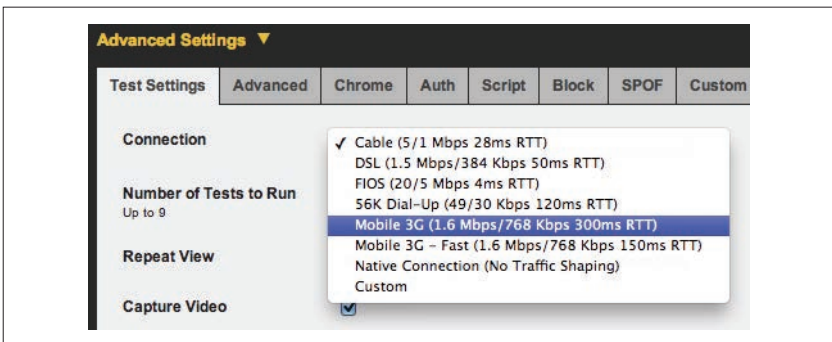 Advanced Settings ▼
Test Settings Advanced Chrome Auth Script Block SPOF Custom
Connection
✓ Cable (5/1 Mbps 28ms RTT)
DSL (1.5 Mbps/384 Kbps 50ms RTT)
FIOS (20/5 Mbps 4ms RTT)
56K Dial-Up (49/30 Kbps 120ms RTT)
Mobile 3G (1.6 Mbps/768 Kbps 300ms RTT)
Mobile 3G - Fast (1.6 Mbps/768 Kbps 150ms RTT)
Native Connection (No Traffic Shaping)
Custom
Number of Tests to Run
Up to 9
Repeat View
Capture Video